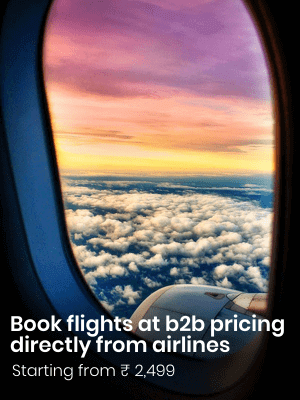 Book flights at b2b pricing
directly from airlines
Starting from ₹ 2,499